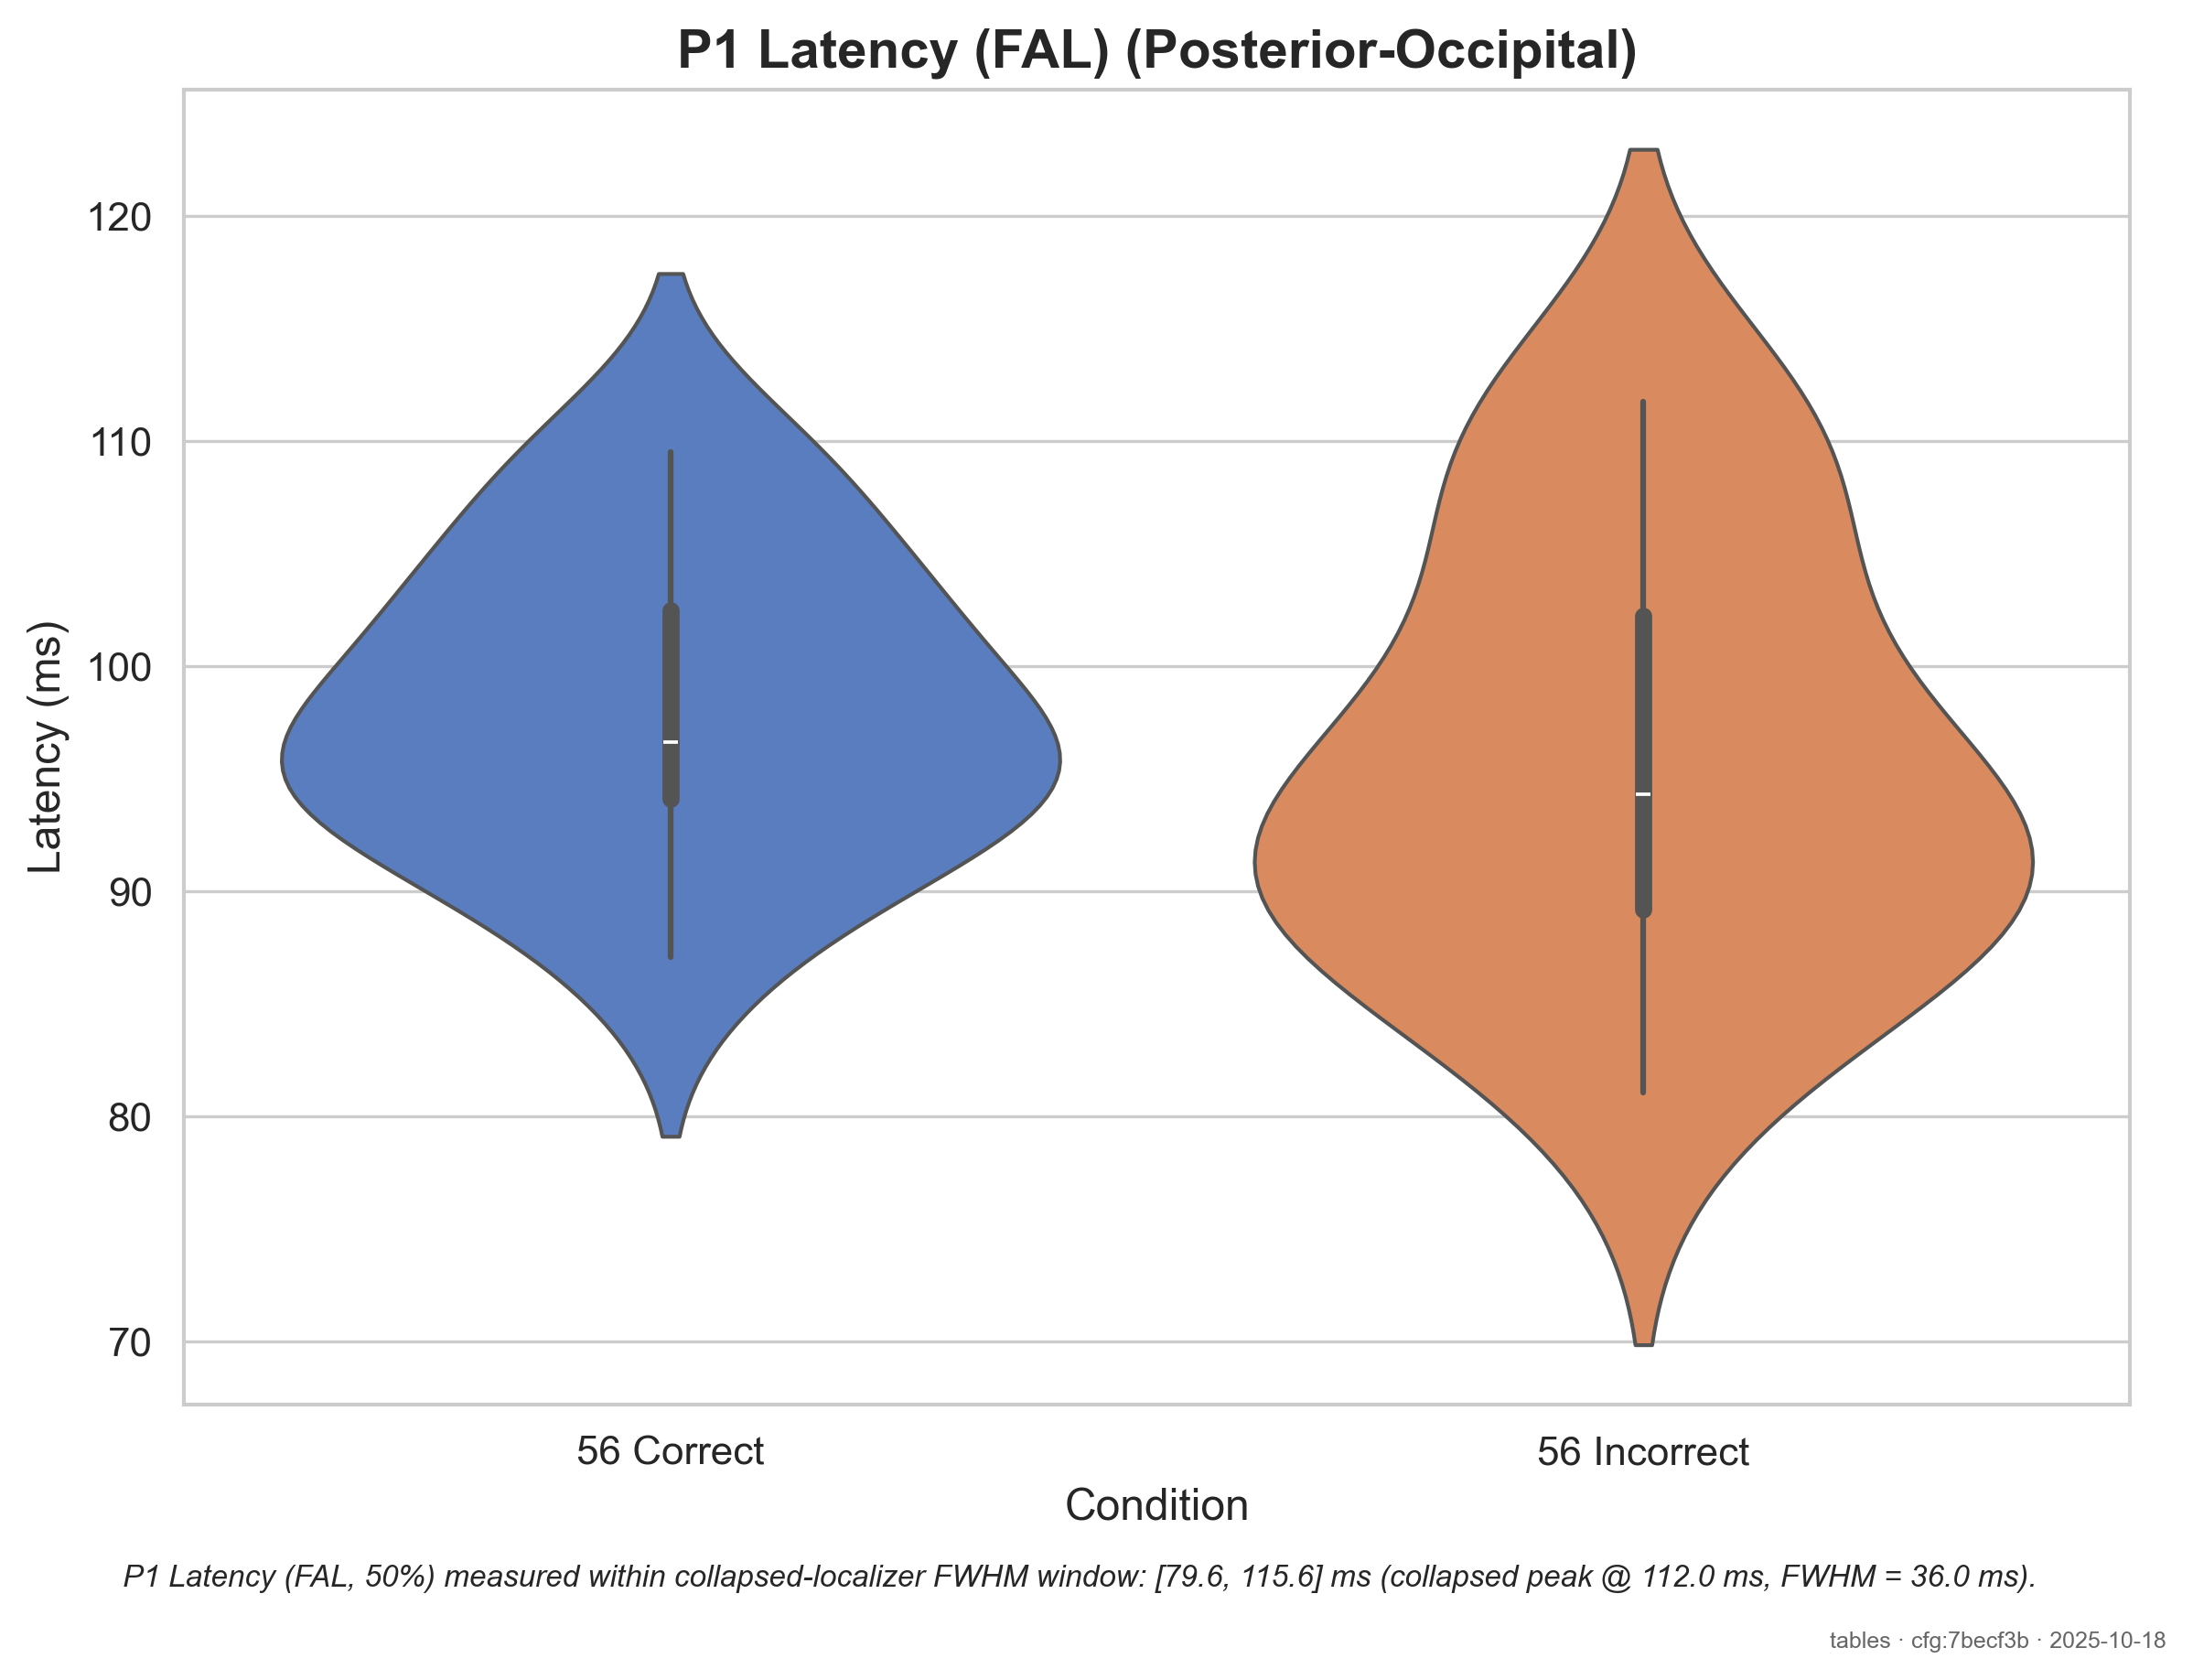 P1 Latency (FAL) (Posterior-Occipital)
Latency (ms)
120
110
100
90
80
70
56 Correct
56 Incorrect
Condition
P1 Latency (FAL, 50%) measured within collapsed-localizer FWHM window: [79.6, 115.6] ms (collapsed peak @ 112.0 ms, FWHM = 36.0 ms).
tables · cfg:7becf3b · 2025-10-18